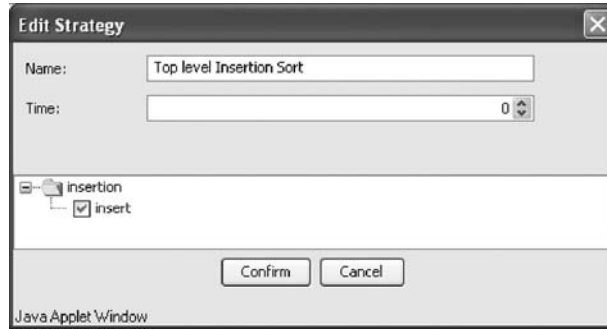 Edit Strategy
Name: Top level Insertion Sort
Time: 0
insertion
insert
Confirm Cancel
Java Applet Window